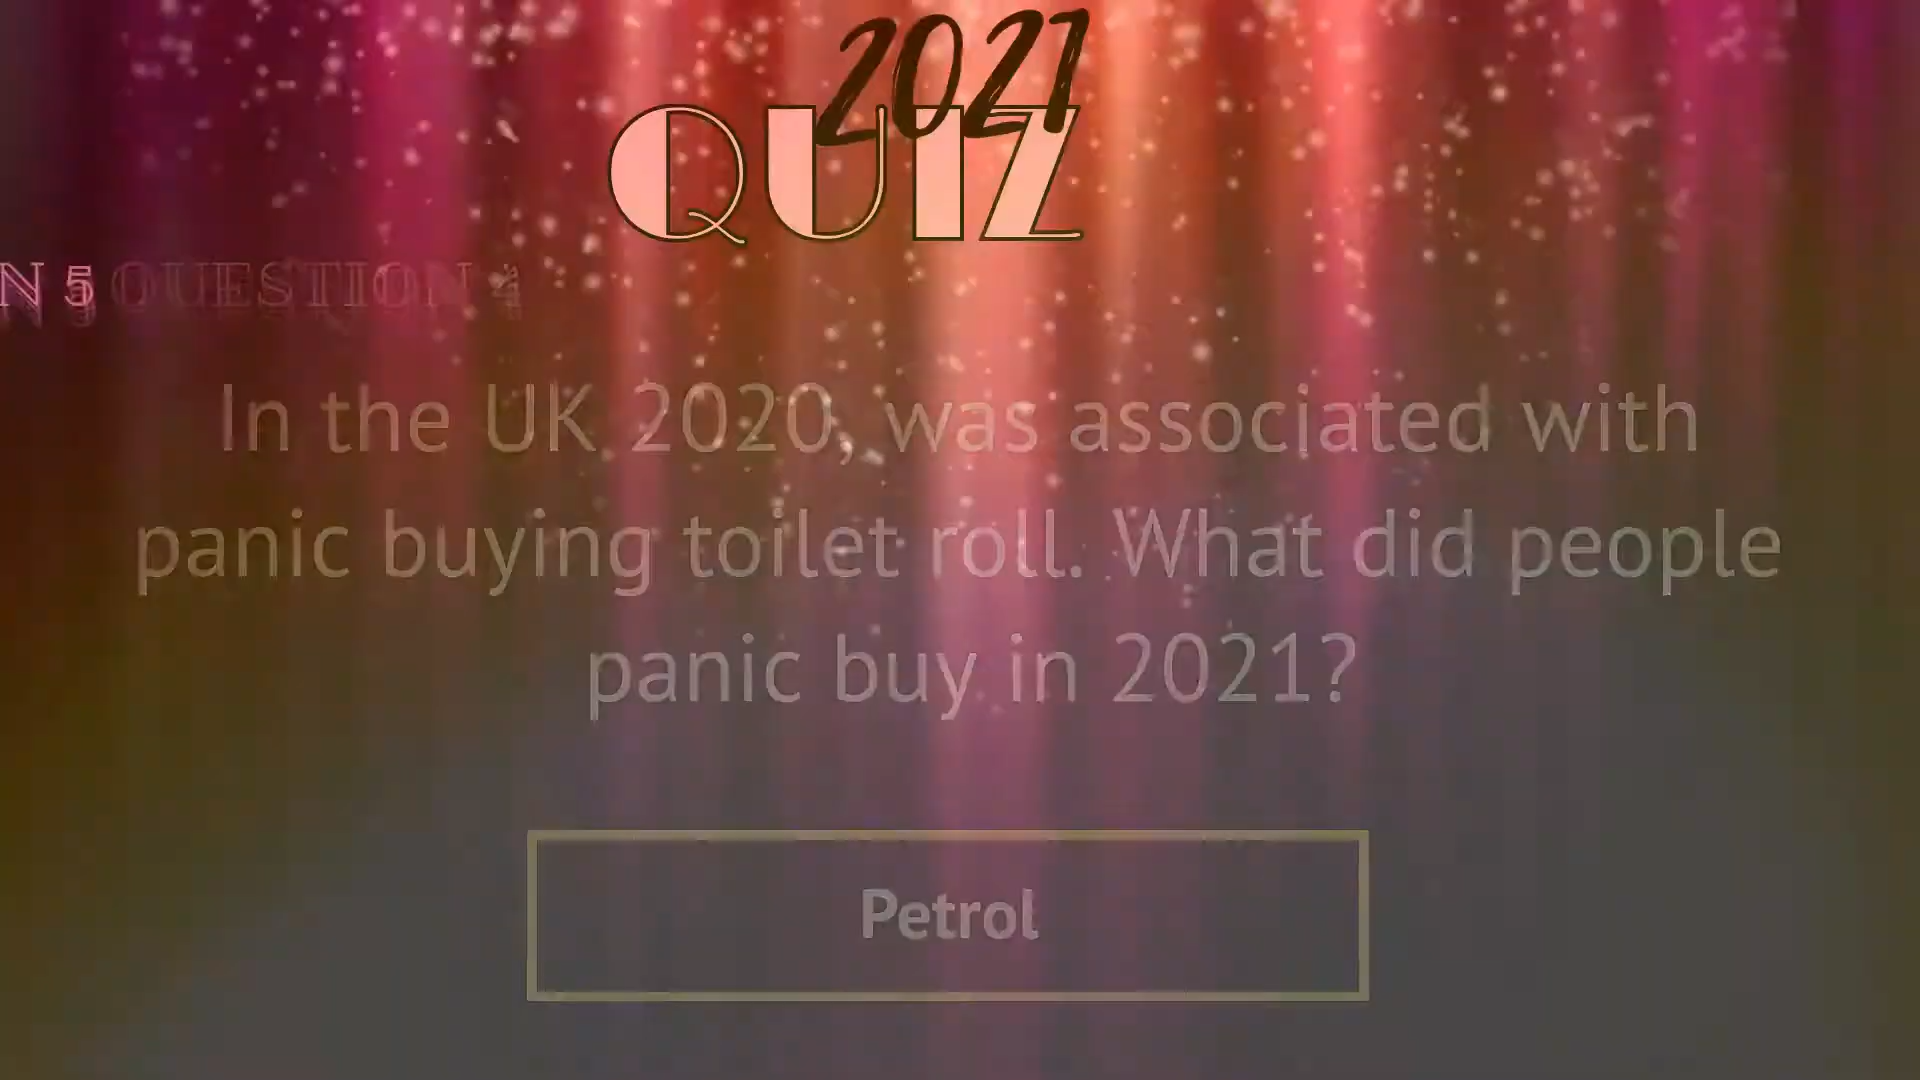 2021
QUIZ
N 5 QUESTION 4
In the UK 2020, was associated with
panic buying toilet roll. What did people
panic buy in 2021?
Petrol